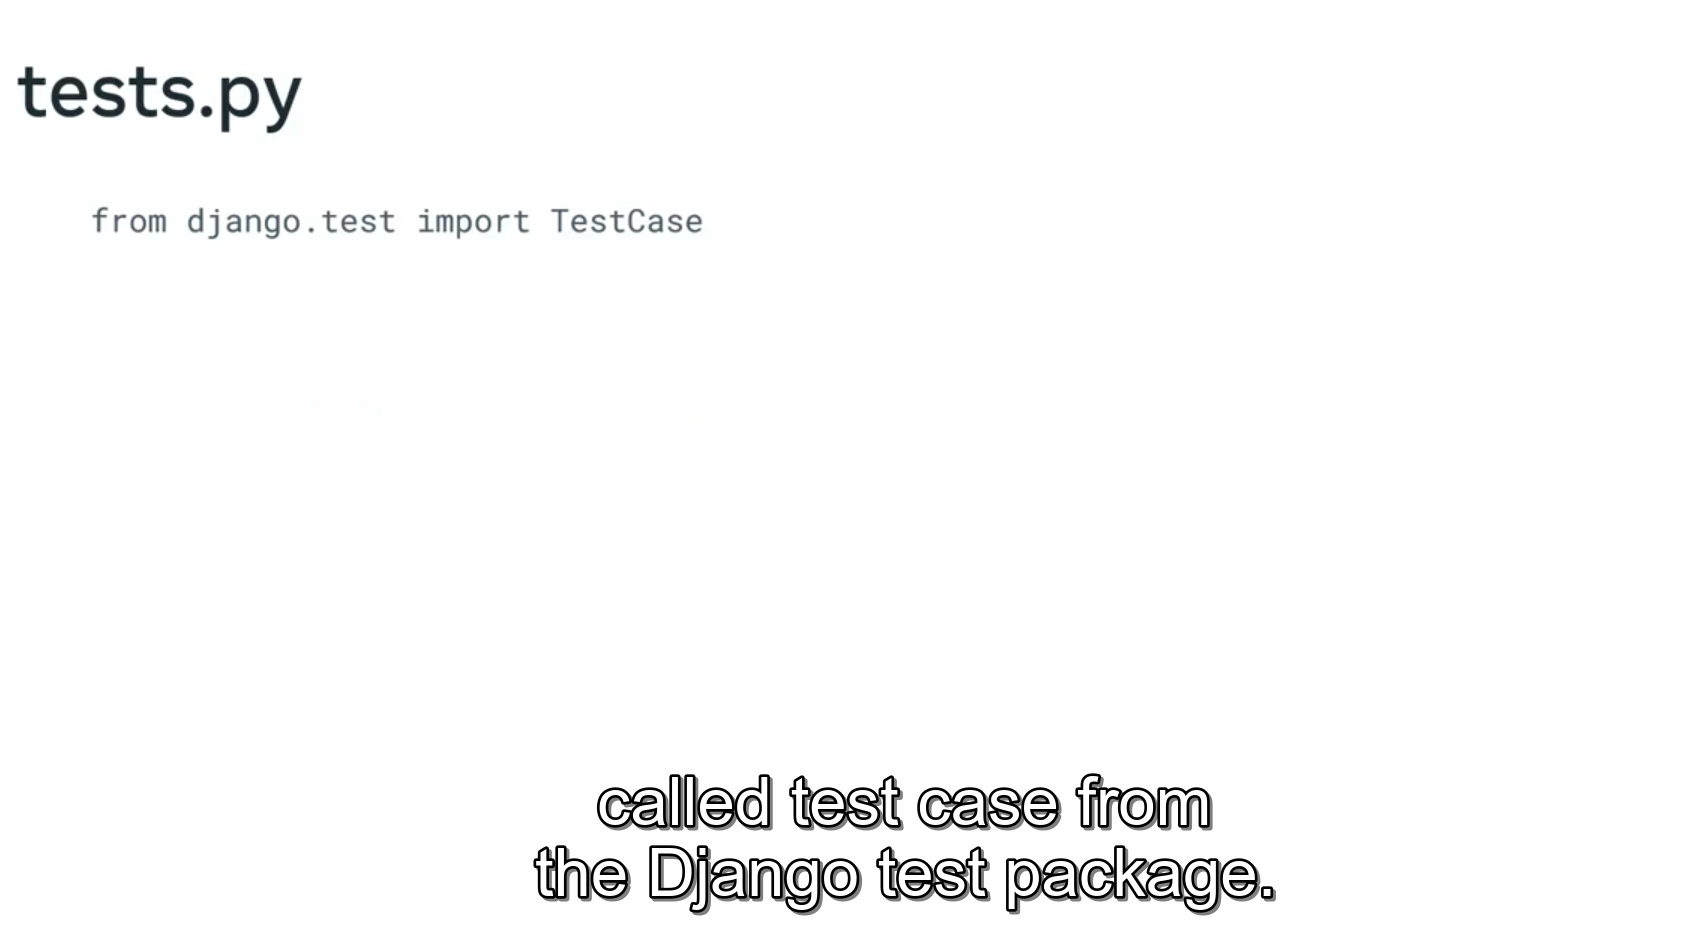 tests.py
from django.test import TestCase
called test case from
the Django test package.